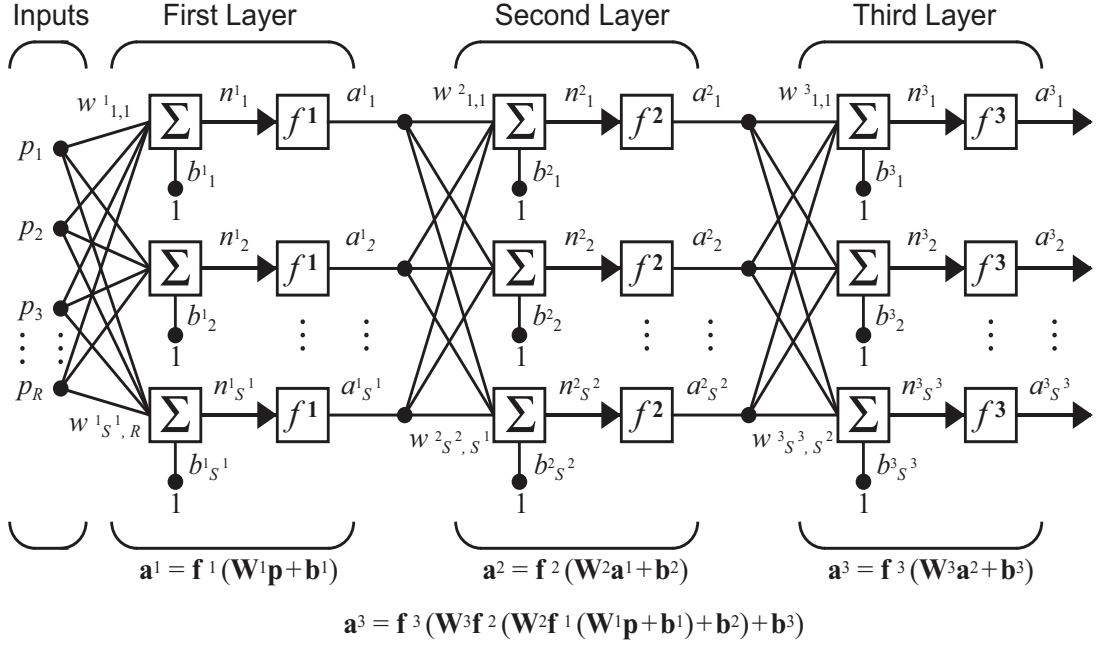 Inputs First Layer Second Layer Third Layer
w¹₁,₁ n¹₁ a¹₁ w²₁,₁ n²₁ a²₁ w³₁,₁ n³₁ a³₁
Σ f¹ Σ f² Σ f³
p₁
b¹₁ b²₁ b³₁
1 1 1
p₂ n¹₂ a¹₂ n²₂ a²₂ n³₂ a³₂
Σ f¹ Σ f² Σ f³
p₃ b¹₂ b²₂ b³₂
1 1 1
p_R n¹_S¹ a¹_S¹ n²_S² a²_S² n³_S³ a³_S³
Σ f¹ Σ f² Σ f³
w¹_S¹, R w²_S², S¹ w³_S³, S²
b¹_S¹ b²_S² b³_S³
1 1 1
a¹ = f¹ (W¹p + b¹) a² = f² (W²a¹ + b²) a³ = f³ (W³a² + b³)
a³ = f³ (W³f² (W²f¹ (W¹p + b¹) + b²) + b³)